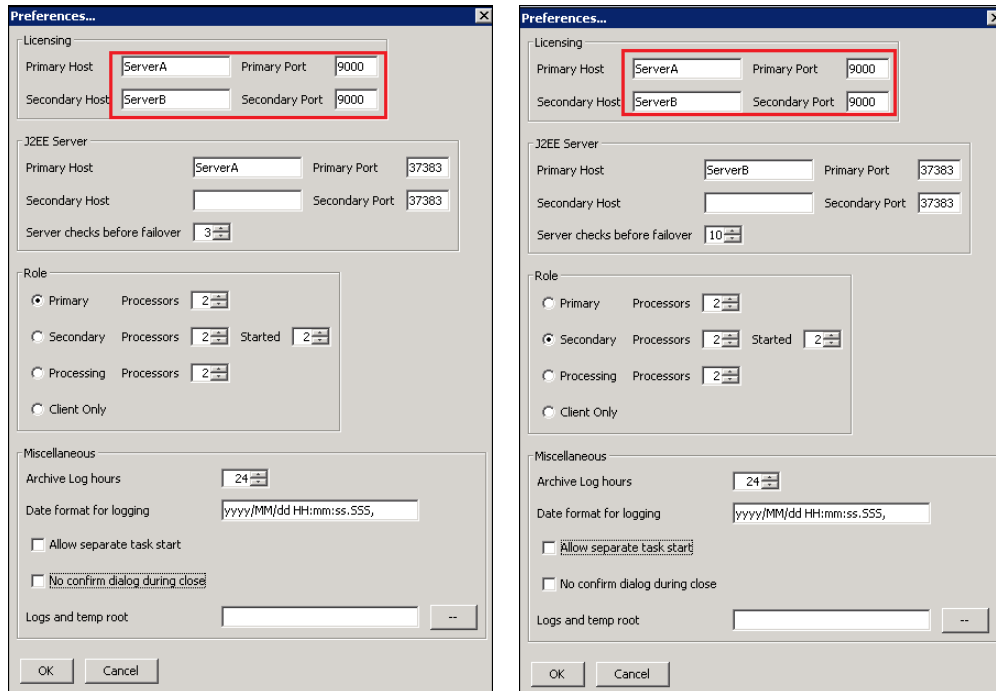 Preferences...
Licensing
Primary Host ServerA Primary Port 9000
Secondary Host ServerB Secondary Port 9000
J2EE Server
Primary Host ServerA Primary Port 37383
Secondary Host Secondary Port 37383
Server checks before failover 3
Role
Primary Processors 2
Secondary Processors 2 Started 2
Processing Processors 2
Client Only
Miscellaneous
Archive Log hours 24
Date format for logging yyyy/MM/dd HH:mm:ss.SSS,
Allow separate task start
No confirm dialog during close
Logs and temp root --
OK Cancel
Preferences...
Licensing
Primary Host ServerA Primary Port 9000
Secondary Host ServerB Secondary Port 9000
J2EE Server
Primary Host ServerB Primary Port 37383
Secondary Host Secondary Port 37383
Server checks before failover 10
Role
Primary Processors 2
Secondary Processors 2 Started 2
Processing Processors 2
Client Only
Miscellaneous
Archive Log hours 24
Date format for logging yyyy/MM/dd HH:mm:ss.SSS,
Allow separate task start
No confirm dialog during close
Logs and temp root --
OK Cancel